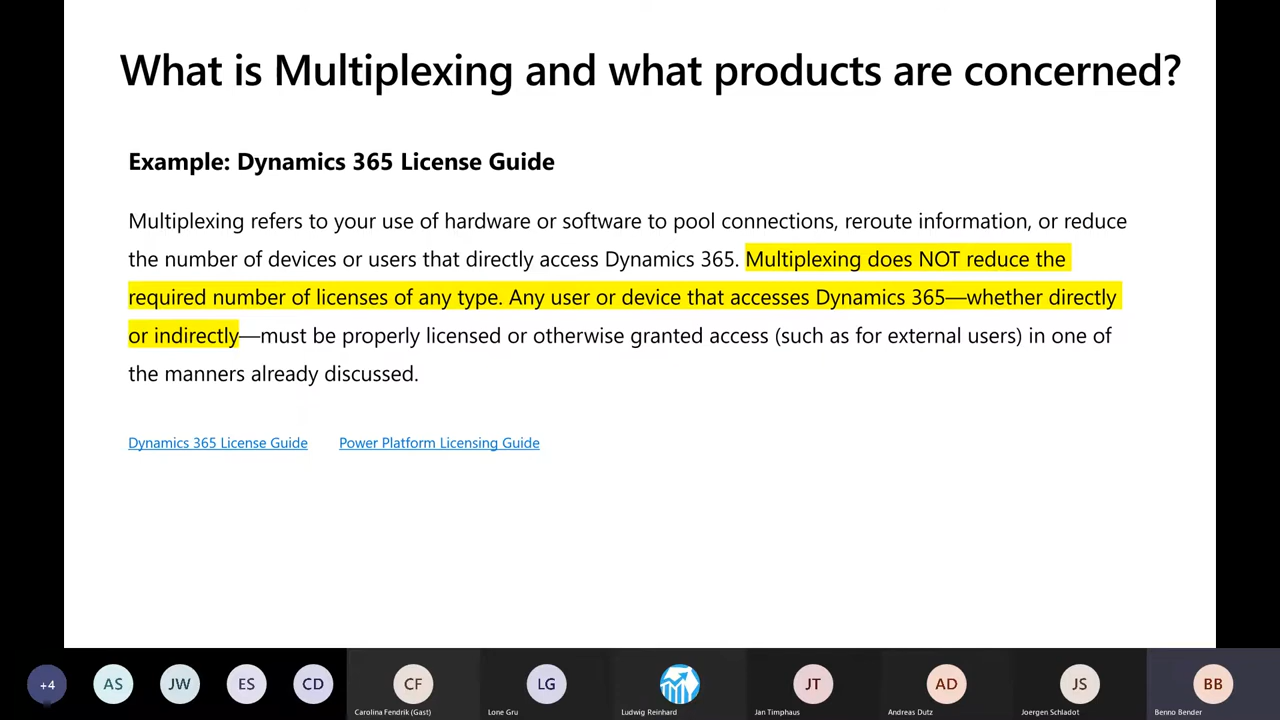 What is Multiplexing and what products are concerned?
Example: Dynamics 365 License Guide
Multiplexing refers to your use of hardware or software to pool connections, reroute information, or reduce
the number of devices or users that directly access Dynamics 365. Multiplexing does NOT reduce the
required number of licenses of any type. Any user or device that accesses Dynamics 365—whether directly
or indirectly—must be properly licensed or otherwise granted access (such as for external users) in one of
the manners already discussed.
Dynamics 365 License Guide Power Platform Licensing Guide
+4 AS JW ES CD CF LG JT AD JS BB
Carolina Fendrik (Gast) Lone Gru Ludwig Reinhard Jan Timphaus Andreas Dutz Joergen Schladot Benno Bender